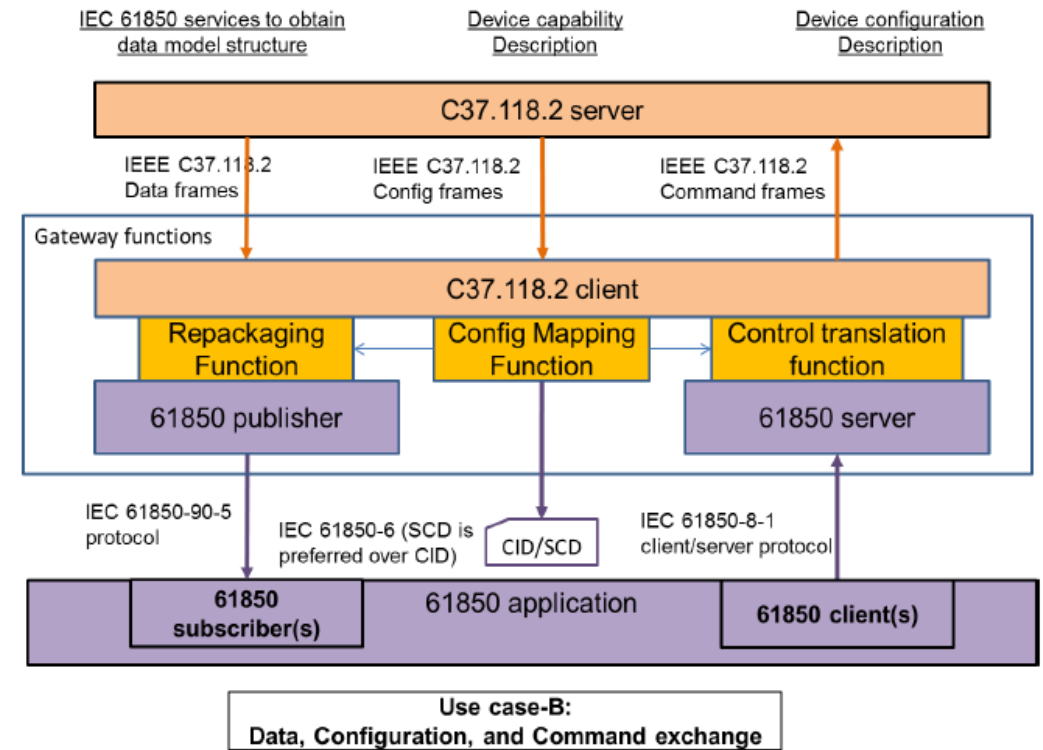 IEC 61850 services to obtain
data model structure
Device capability
Description
Device configuration
Description
C37.118.2 server
IEEE C37.118.2
Data frames
IEEE C37.118.2
Config frames
IEEE C37.118.2
Command frames
Gateway functions
C37.118.2 client
Repackaging
Function
Config Mapping
Function
Control translation
function
61850 publisher
61850 server
IEC 61850-90-5
protocol
IEC 61850-6 (SCD is
preferred over CID)
CID/SCD
IEC 61850-8-1
client/server protocol
61850
subscriber(s)
61850 application
61850 client(s)
Use case-B:
Data, Configuration, and Command exchange